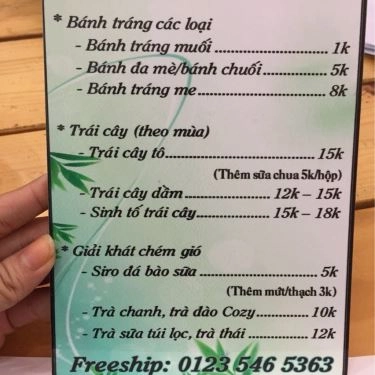 * Bánh tráng các loại
- Bánh tráng muối.......................... 1k
- Bánh đa mè/bánh chuối............... 5k
- Bánh tráng me ............................. 8k
* Trái cây (theo mùa)
- Trái cây tô................................. 15k
(Thêm sữa chua 5k/hộp)
- Trái cây dầm.................. 12k – 15k
- Sinh tố trái cây............... 15k – 18k
* Giải khát chém gió
- Siro đá bào sữa ........................... 5k
(Thêm mứt/thạch 3k)
- Trà chanh, trà đào Cozy........... 10k
- Trà sữa túi lọc, trà thái............. 12k
Freeship: 0123 546 5363